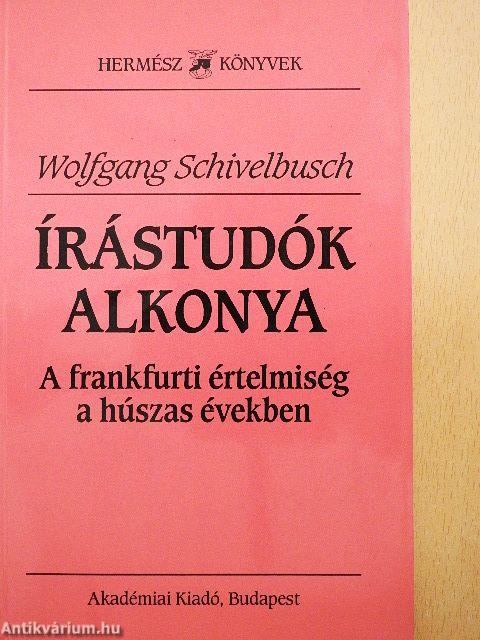 HERMÉSZ KÖNYVEK
Wolfgang Schivelbusch
ÍRÁSTUDÓK
ALKONYA
A frankfurti értelmiség
a húszas években
Akadémiai Kiadó, Budapest
Antikvárium.hu